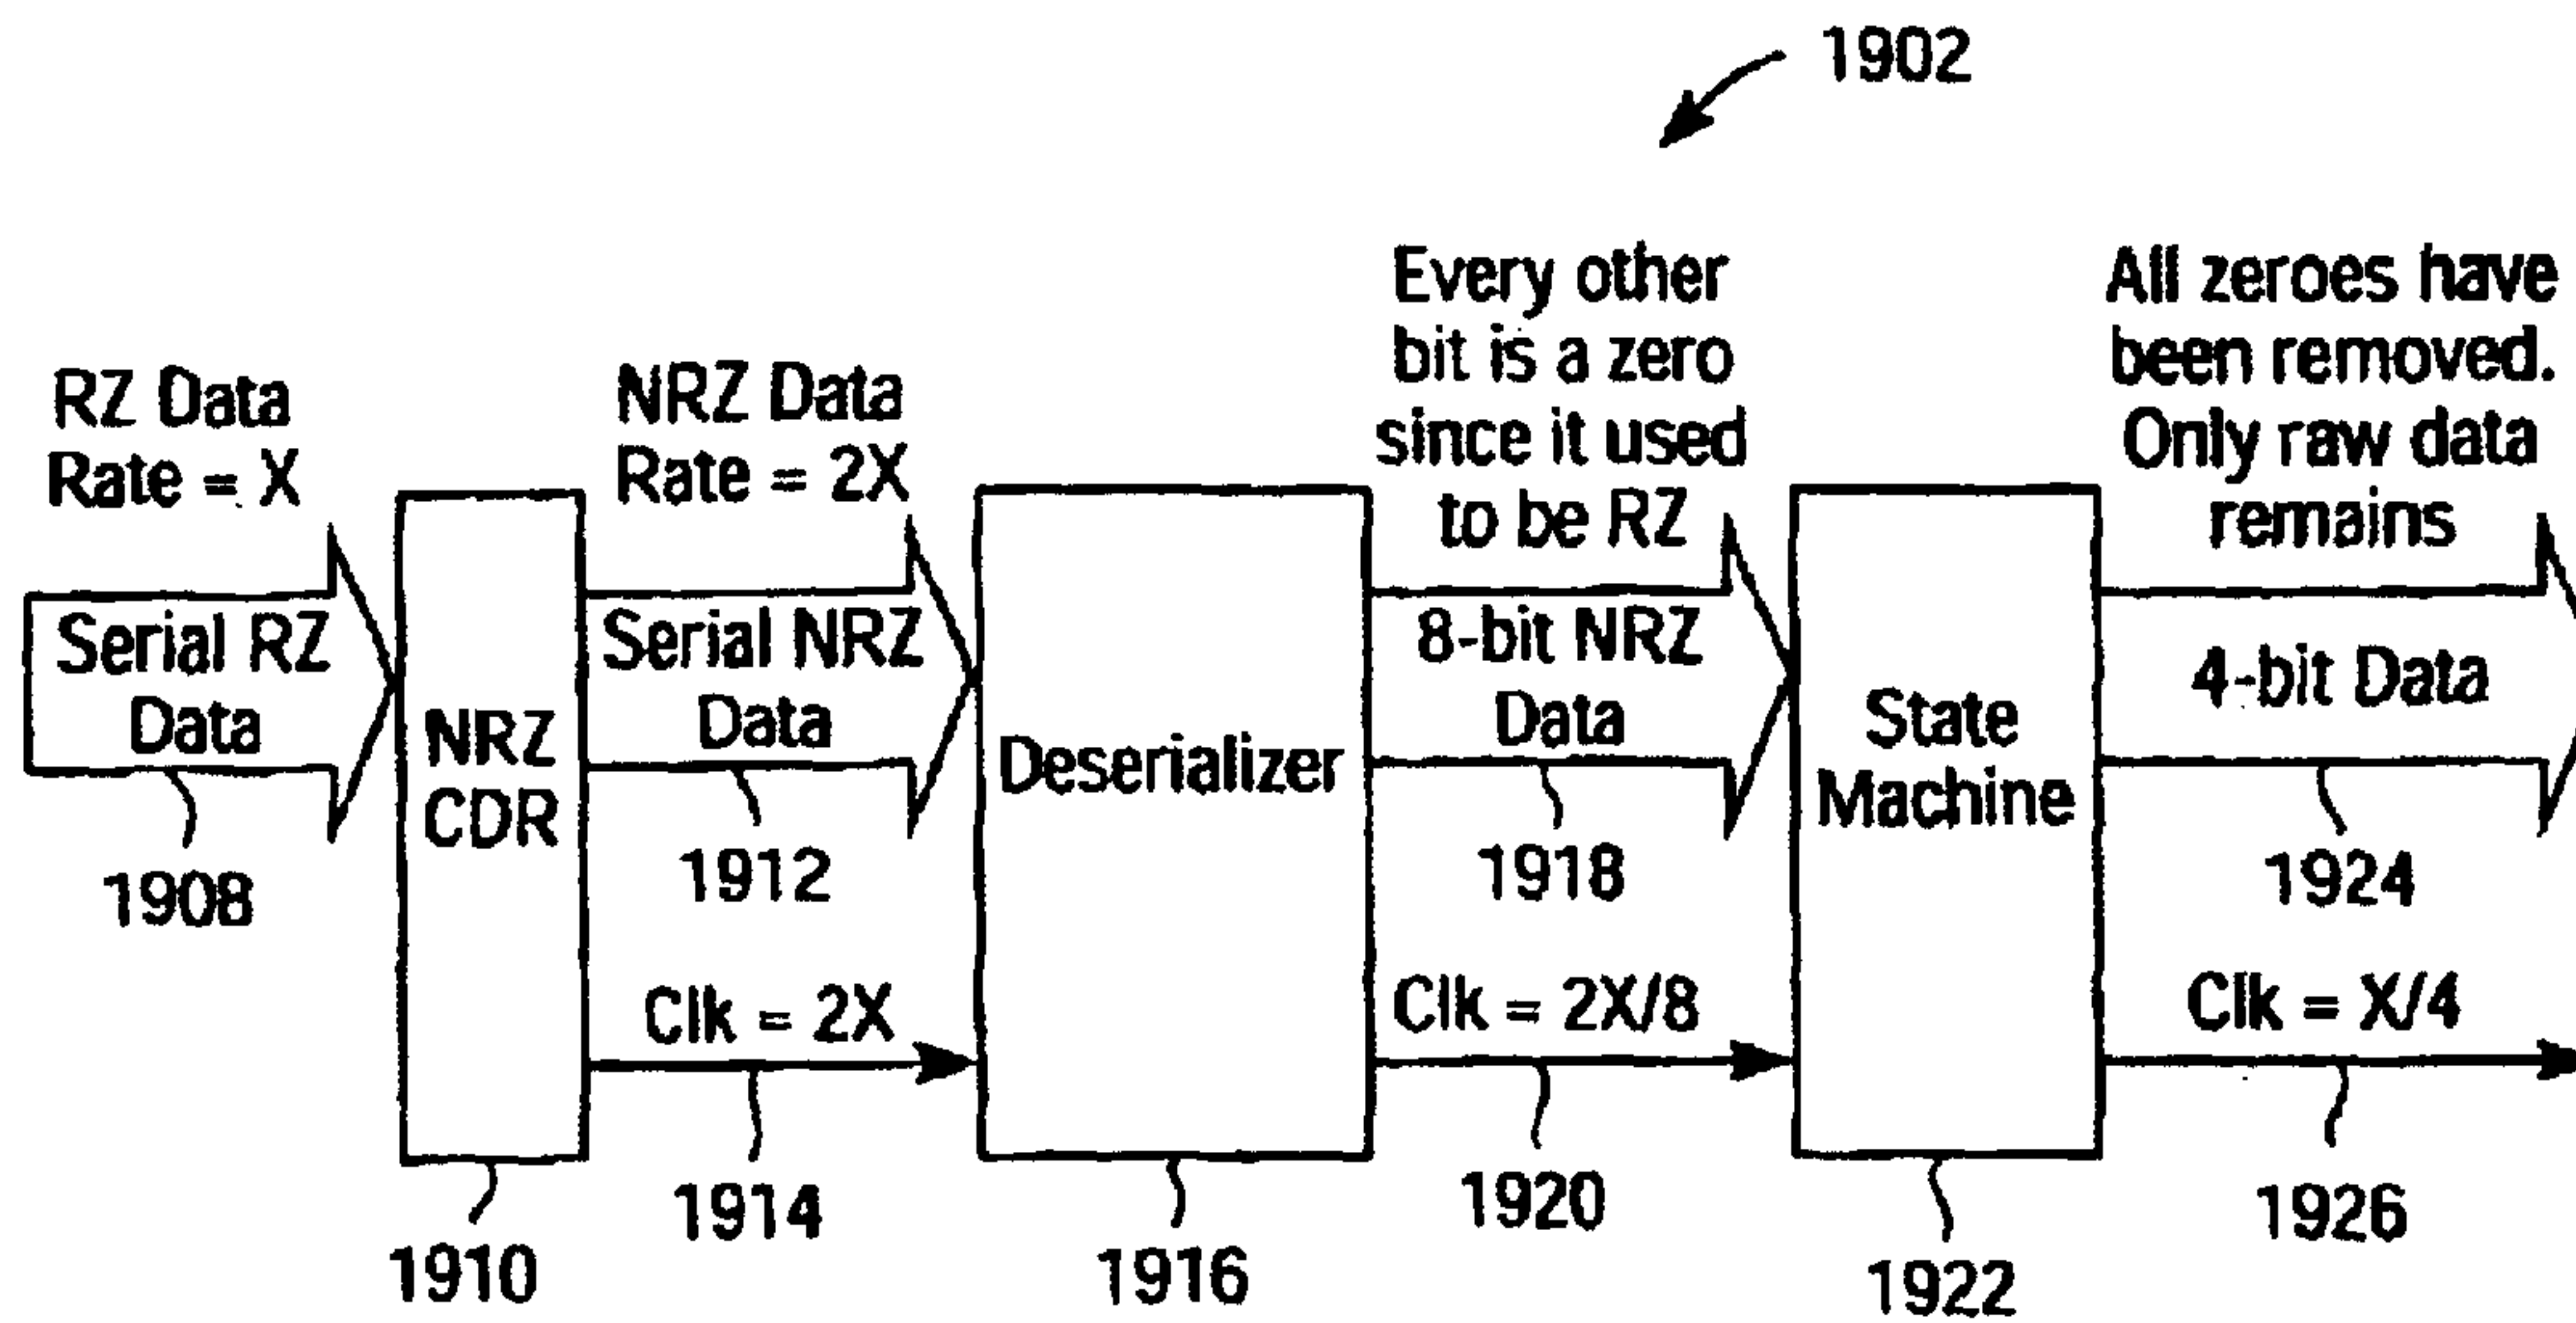 1902
RZ Data
Rate = X
Serial RZ
Data
1908
NRZ
CDR
1910
NRZ Data
Rate = 2X
Serial NRZ
Data
1912
Clk = 2X
1914
Deserializer
1916
Every other
bit is a zero
since it used
to be RZ
8-bit NRZ
Data
1918
Clk = 2X/8
1920
State
Machine
1922
All zeroes have
been removed.
Only raw data
remains
4-bit Data
1924
Clk = X/4
1926